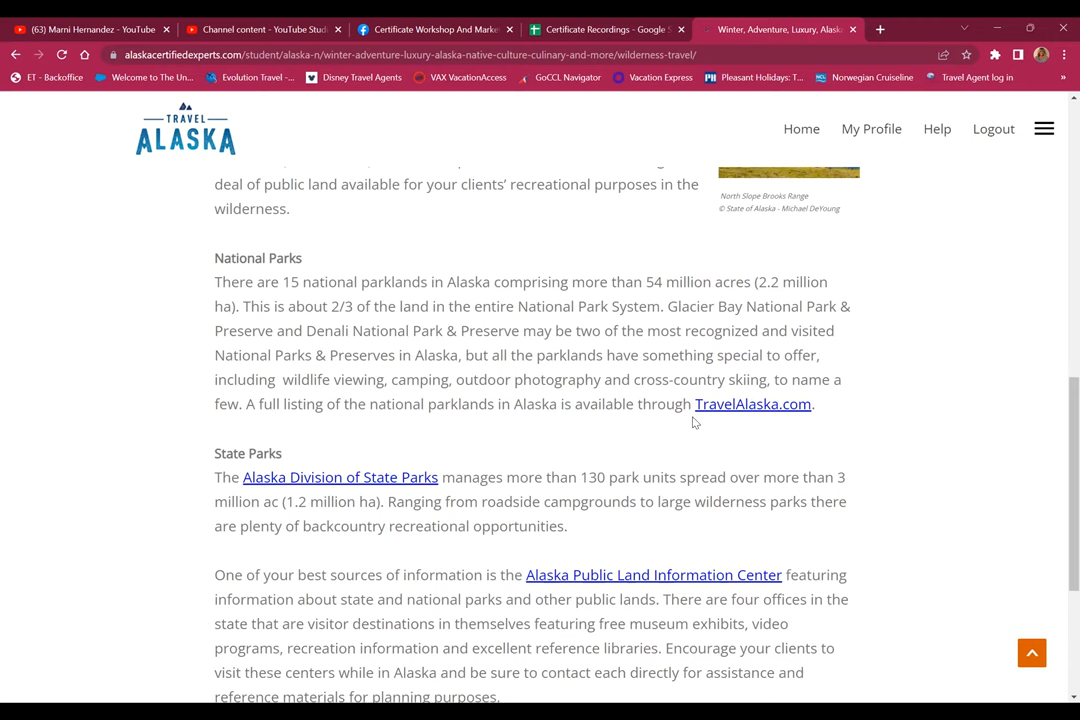 (63) Marni Hernandez - YouTube
Channel content - YouTube Studi
Certificate Workshop And Marke
Certificate Recordings - Google S
Winter, Adventure, Luxury, Alask
alaskacertifiedexperts.com/student/alaska-n/winter-adventure-luxury-alaska-native-culture-culinary-and-more/wilderness-travel/
ET - Backoffice
Welcome to The Un...
Evolution Travel -...
Disney Travel Agents
VAX VacationAccess
GoCCL Navigator
Vacation Express
Pleasant Holidays: T...
Norwegian Cruiseline
Travel Agent log in
TRAVEL
ALASKA
Home
My Profile
Help
Logout
deal of public land available for your clients' recreational purposes in the
wilderness.
North Slope Brooks Range
© State of Alaska - Michael DeYoung
National Parks
There are 15 national parklands in Alaska comprising more than 54 million acres (2.2 million
ha). This is about 2/3 of the land in the entire National Park System. Glacier Bay National Park &
Preserve and Denali National Park & Preserve may be two of the most recognized and visited
National Parks & Preserves in Alaska, but all the parklands have something special to offer,
including wildlife viewing, camping, outdoor photography and cross-country skiing, to name a
few. A full listing of the national parklands in Alaska is available through TravelAlaska.com.
State Parks
The Alaska Division of State Parks manages more than 130 park units spread over more than 3
million ac (1.2 million ha). Ranging from roadside campgrounds to large wilderness parks there
are plenty of backcountry recreational opportunities.
One of your best sources of information is the Alaska Public Land Information Center featuring
information about state and national parks and other public lands. There are four offices in the
state that are visitor destinations in themselves featuring free museum exhibits, video
programs, recreation information and excellent reference libraries. Encourage your clients to
visit these centers while in Alaska and be sure to contact each directly for assistance and
reference materials for planning purposes.